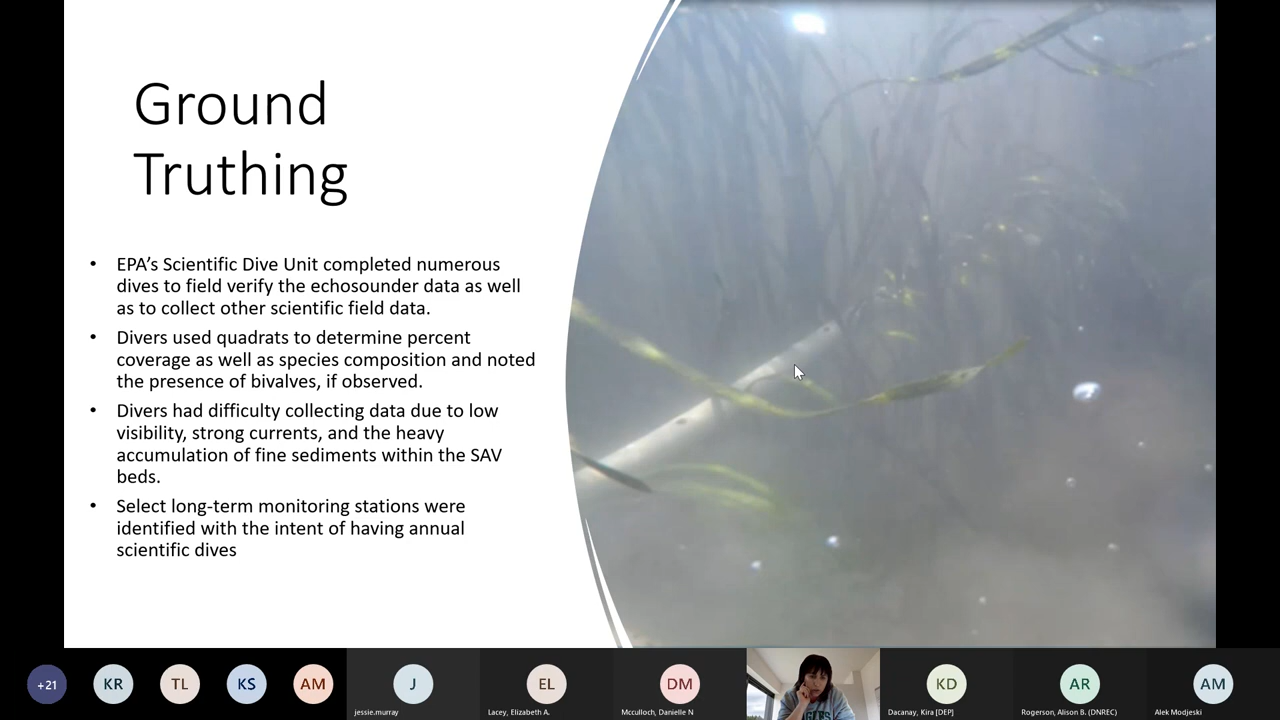 Ground
Truthing
• EPA's Scientific Dive Unit completed numerous
dives to field verify the echosounder data as well
as to collect other scientific field data.
• Divers used quadrats to determine percent
coverage as well as species composition and noted
the presence of bivalves, if observed.
• Divers had difficulty collecting data due to low
visibility, strong currents, and the heavy
accumulation of fine sediments within the SAV
beds.
• Select long-term monitoring stations were
identified with the intent of having annual
scientific dives
+21
KR
TL
KS
AM
J
EL
DM
KD
AR
AM
jessie.murray
Lacey, Elizabeth A.
Mcculloch, Danielle N
Dacanay, Kira [DEP]
Rogerson, Alison B. (DNREC)
Alek Modjeski